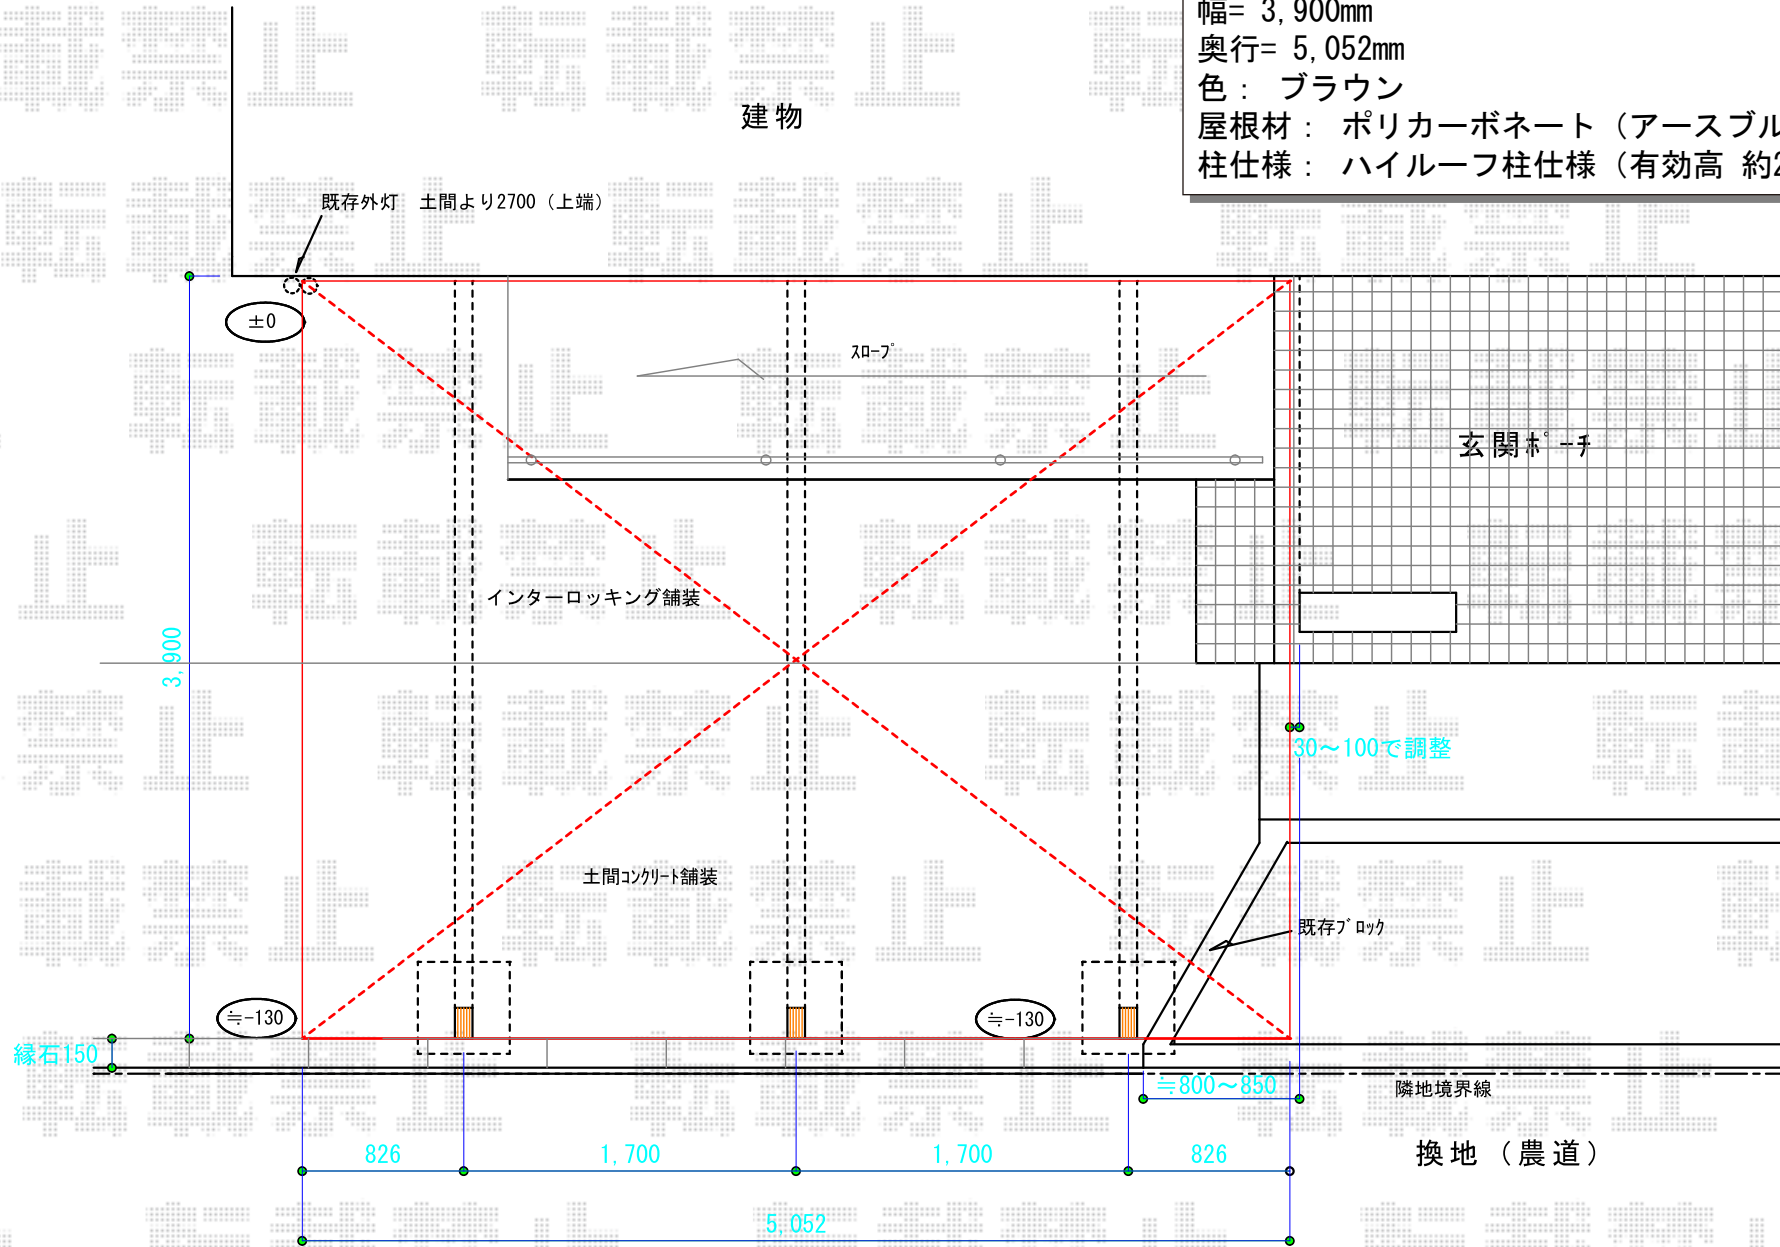 幅= 3,900mm
奥行= 5,052mm
色： ブラウン
屋根材： ポリカーボネート（アースブル
柱仕様： ハイルーフ柱仕様（有効高 約2
建物
既存外灯 土間より2700（上端）
±0
スロープ
玄関ポーチ
インターロッキング舗装
3,900
30～100で調整
土間コンクリート舗装
既存ブロック
≒-130
≒-130
縁石150
≒800～850
隣地境界線
換地（農道）
826
1,700
1,700
826
5,052
転載禁止